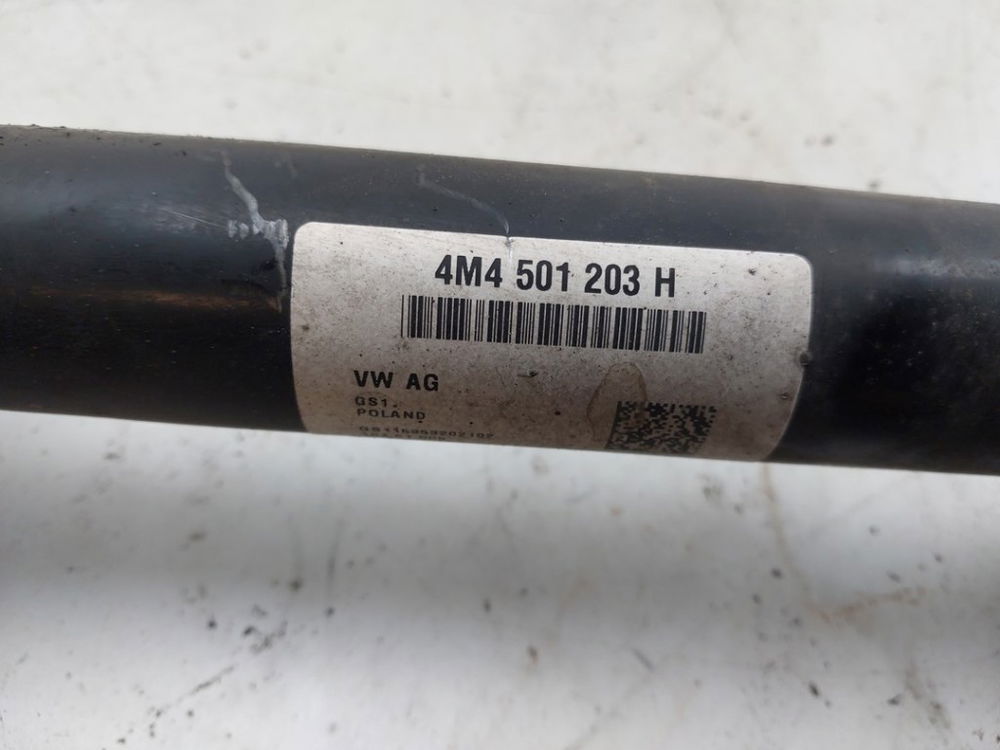 4M4 501 203 H
VW AG
GS1.
POLAND